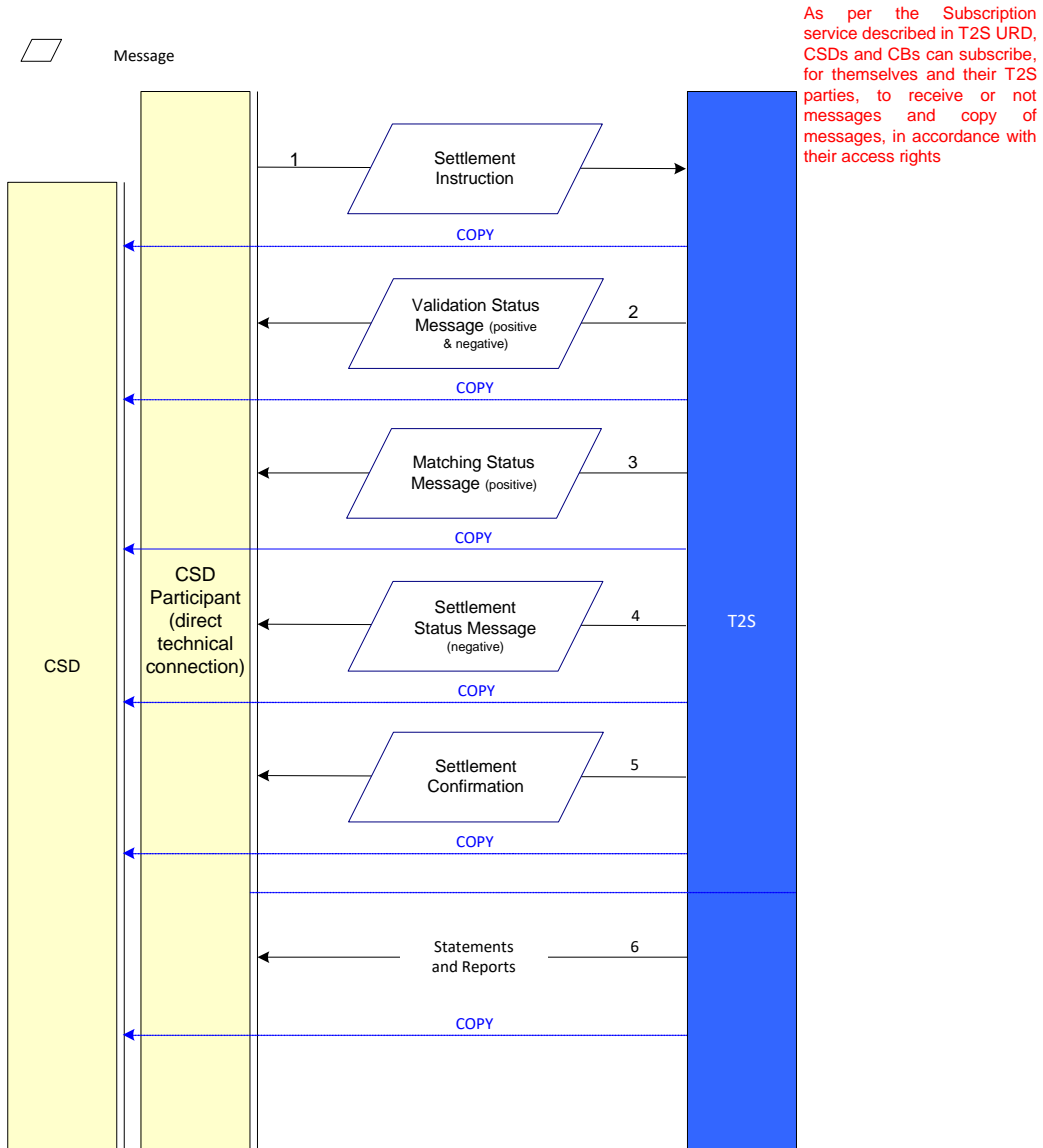 As per the Subscription
service described in T2S URD,
CSDs and CBs can subscribe,
for themselves and their T2S
parties, to receive or not
messages and copy of
messages, in accordance with
their access rights
Message
1
Settlement
Instruction
COPY
Validation Status
Message (positive
& negative)
2
COPY
Matching Status
Message (positive)
3
COPY
CSD
Participant
(direct
technical
connection)
Settlement
Status Message
(negative)
4
T2S
CSD
COPY
Settlement
Confirmation
5
COPY
Statements
and Reports
6
COPY